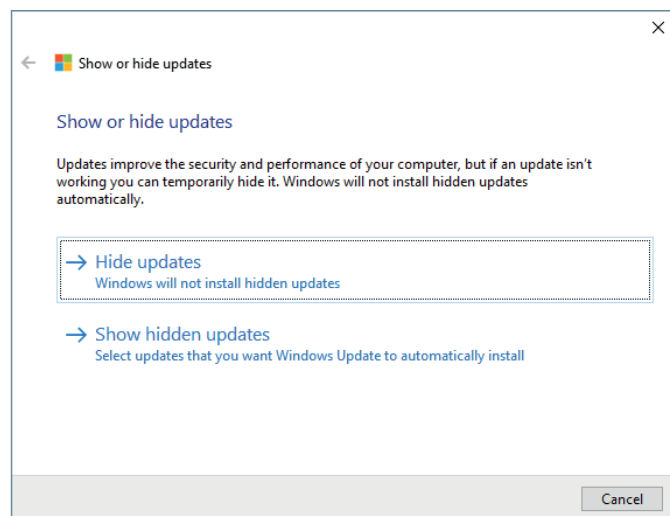 Show or hide updates
Show or hide updates
Updates improve the security and performance of your computer, but if an update isn't
working you can temporarily hide it. Windows will not install hidden updates
automatically.
Hide updates
Windows will not install hidden updates
Show hidden updates
Select updates that you want Windows Update to automatically install
Cancel